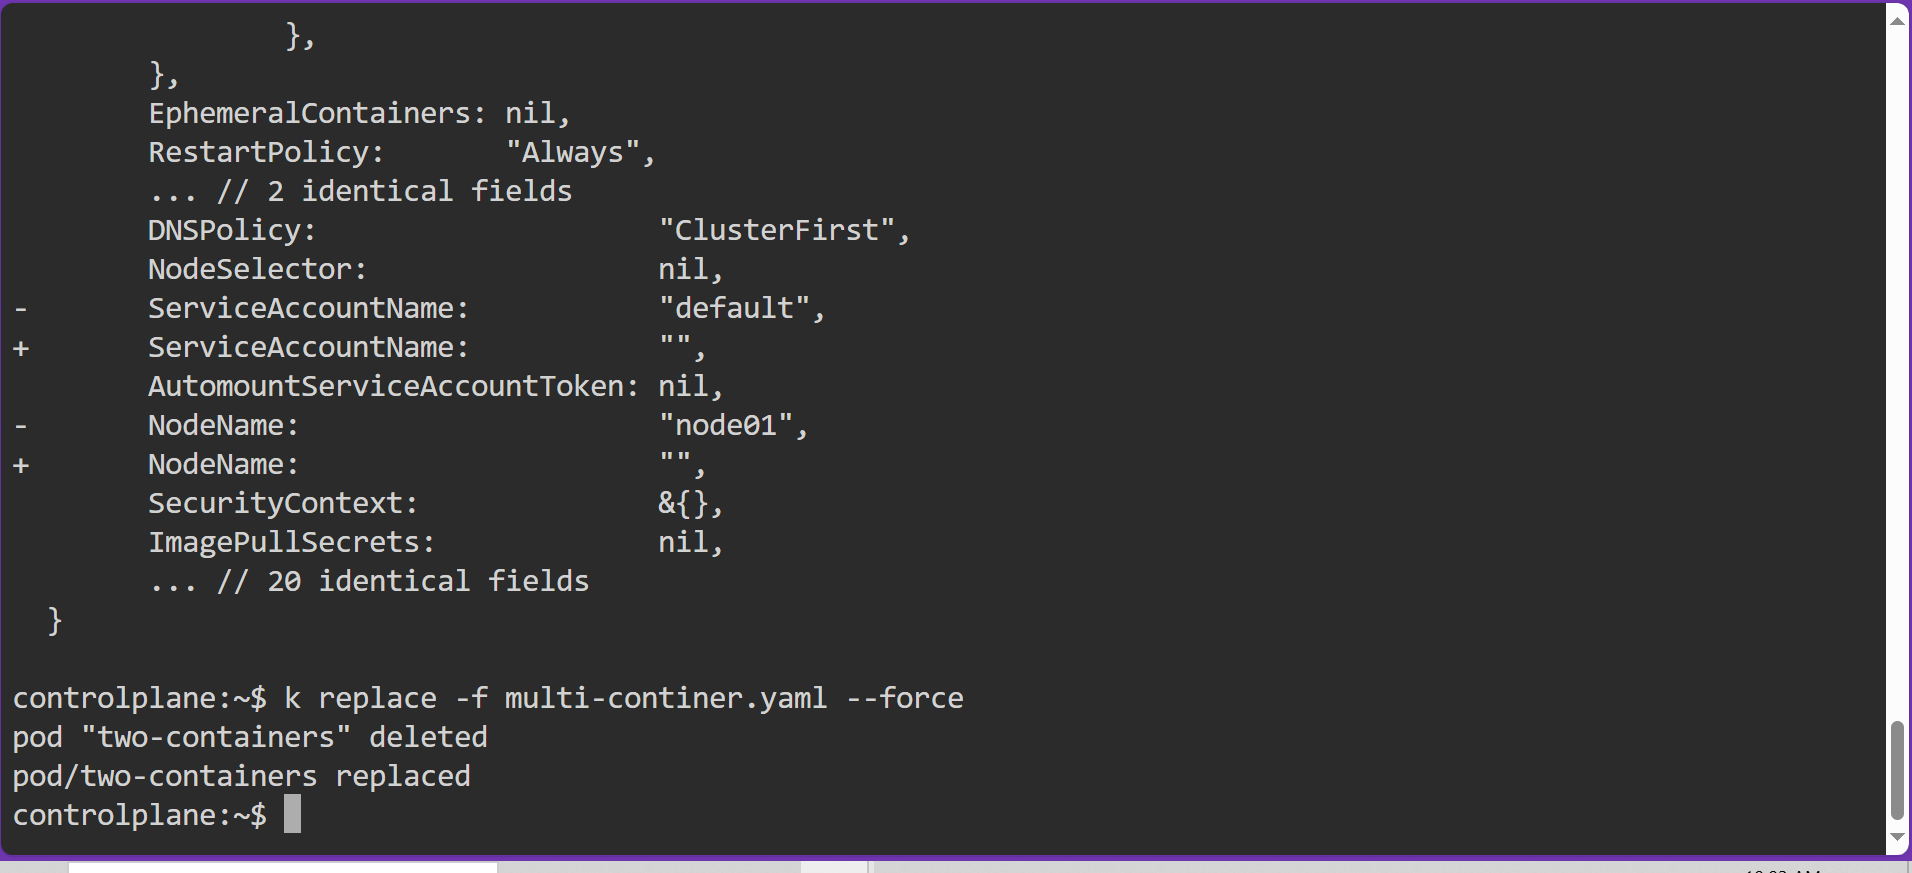 },
},
EphemeralContainers: nil,
RestartPolicy: "Always",
... // 2 identical fields
DNSPolicy: "ClusterFirst",
NodeSelector: nil,
- ServiceAccountName: "default",
+ ServiceAccountName: "",
AutomountServiceAccountToken: nil,
- NodeName: "node01",
+ NodeName: "",
SecurityContext: &{},
ImagePullSecrets: nil,
... // 20 identical fields
}
controlplane:~$ k replace -f multi-continer.yaml --force
pod "two-containers" deleted
pod/two-containers replaced
controlplane:~$